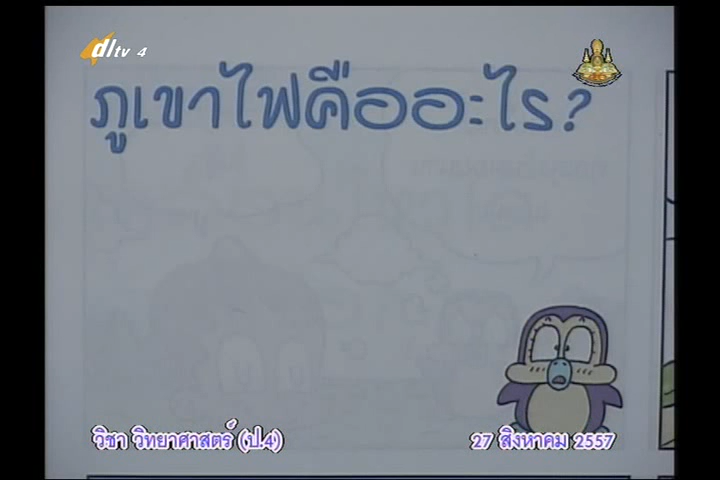 dltv 4
ภูเขาไฟคืออะไร?
วิชา วิทยาศาสตร์ (ป.4)
27 สิงหาคม 2557